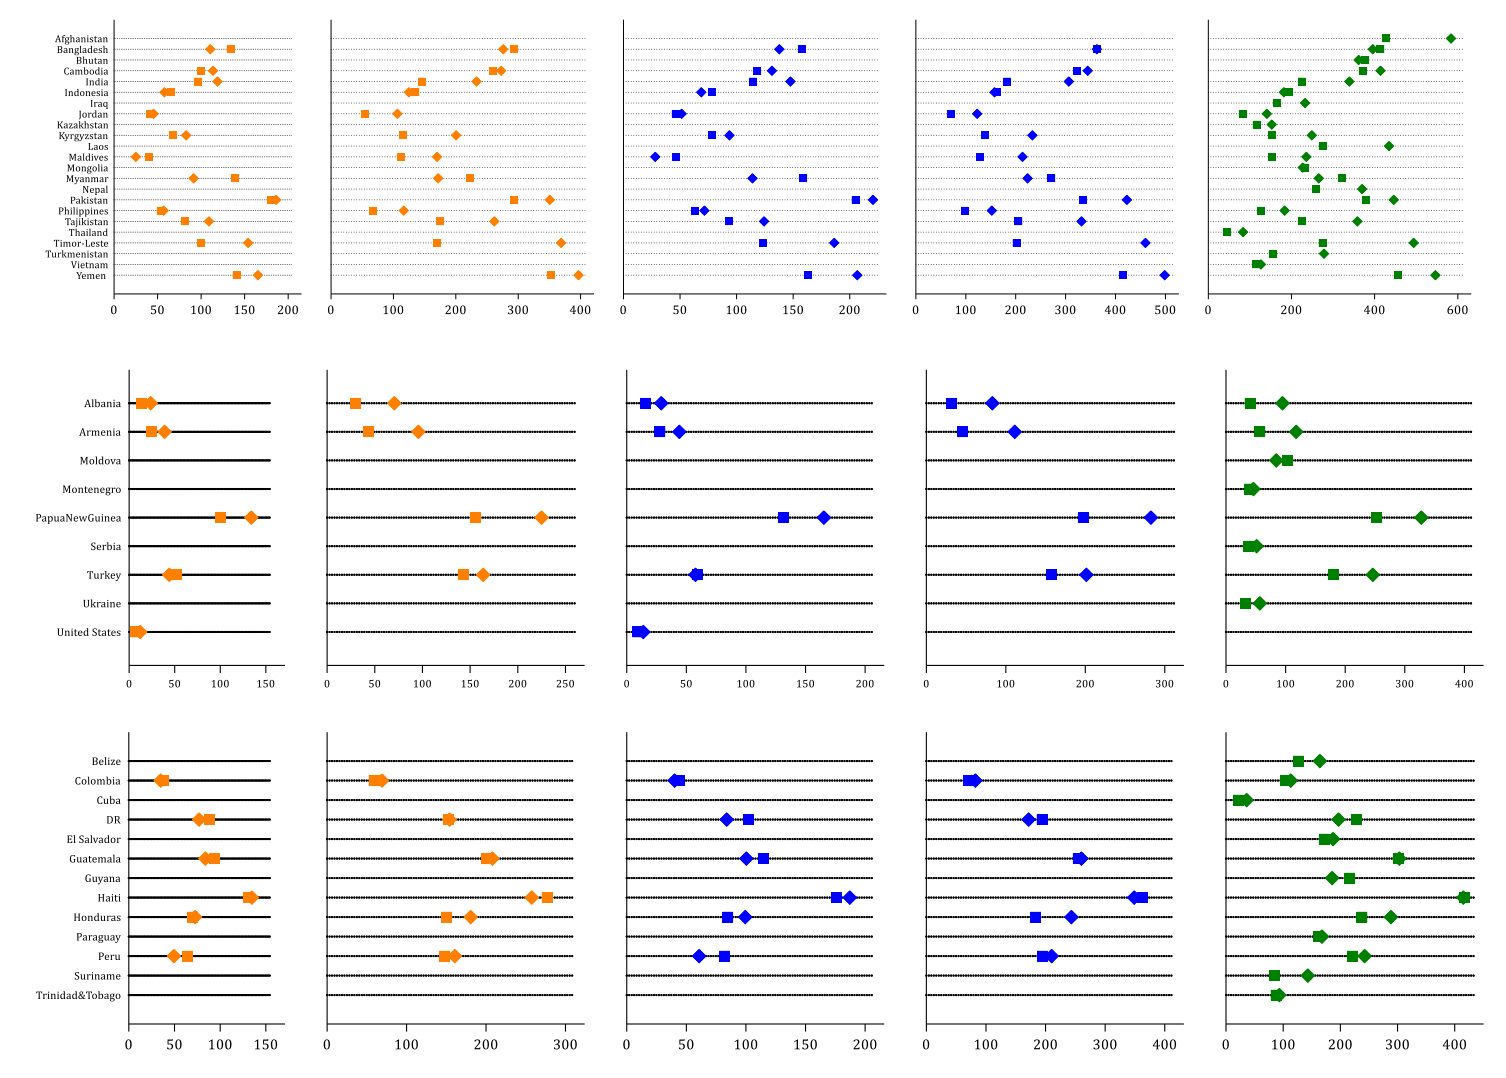 Afghanistan
Bangladesh
Bhutan
Cambodia
India
Indonesia
Iraq
Jordan
Kazakhstan
Kyrgyzstan
Laos
Maldives
Mongolia
Myanmar
Nepal
Pakistan
Philippines
Tajikistan
Thailand
Timor-Leste
Turkmenistan
Vietnam
Yemen
0 50 100 150 200 0 100 200 300 400 0 50 100 150 200 0 100 200 300 400 500 0 200 400 600
Albania
Armenia
Moldova
Montenegro
PapuaNewGuinea
Serbia
Turkey
Ukraine
United States
0 50 100 150 0 50 100 150 200 250 0 50 100 150 200 0 100 200 300 0 100 200 300 400
Belize
Colombia
Cuba
DR
El Salvador
Guatemala
Guyana
Haiti
Honduras
Paraguay
Peru
Suriname
Trinidad&Tobago
0 50 100 150 0 100 200 300 0 50 100 150 200 0 100 200 300 400 0 100 200 300 400